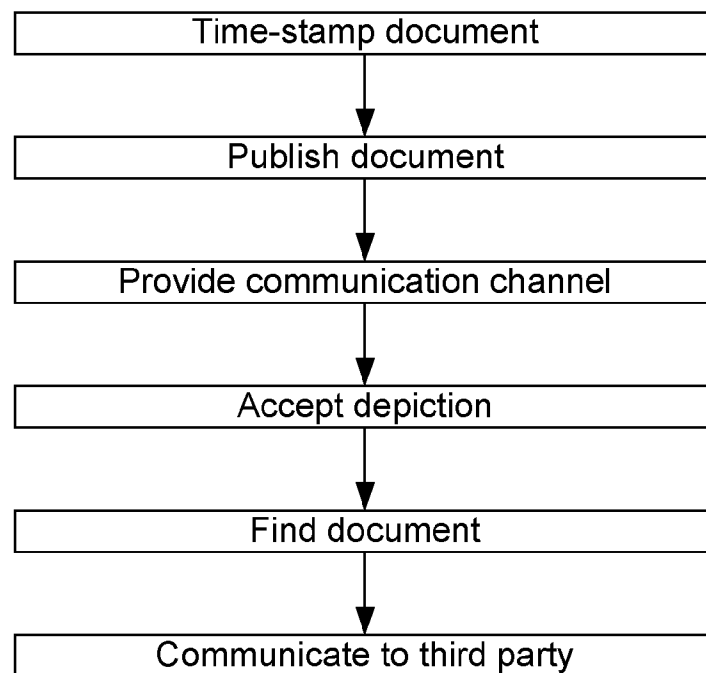 Time-stamp document
Publish document
Provide communication channel
Accept depiction
Find document
Communicate to third party